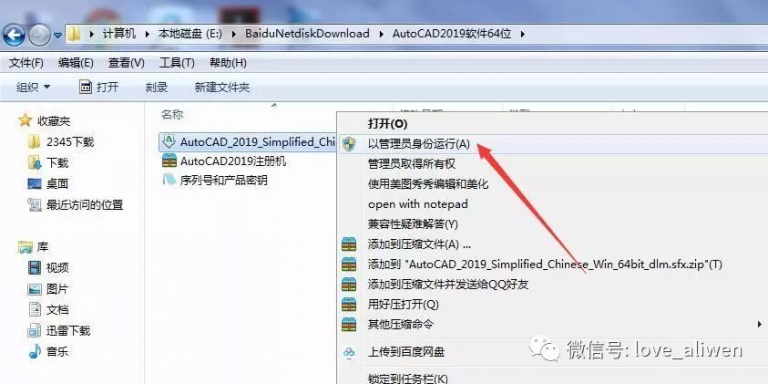 计算机 ▸ 本地磁盘 (E:) ▸ BaiduNetdiskDownload ▸ AutoCAD2019软件64位 ▸
文件(F) 编辑(E) 查看(V) 工具(T) 帮助(H)
组织 打开 刻录 新建文件夹
名称
收藏夹
2345下载
下载
桌面
最近访问的位置
库
视频
图片
文档
迅雷下载
音乐
AutoCAD_2019_Simplified_Chi
AutoCAD2019注册机
序列号和产品密钥
打开(O)
以管理员身份运行(A)
管理员取得所有权
使用美图秀秀编辑和美化
open with notepad
兼容性疑难解答(Y)
添加到压缩文件(A) ...
添加到 "AutoCAD_2019_Simplified_Chinese_Win_64bit_dlm.sfx.zip"(T)
添加到压缩文件并发送给QQ好友
用好压打开(Q)
其他压缩命令
上传到百度网盘
锁定到任务栏(K)
微信号: love_aliwen